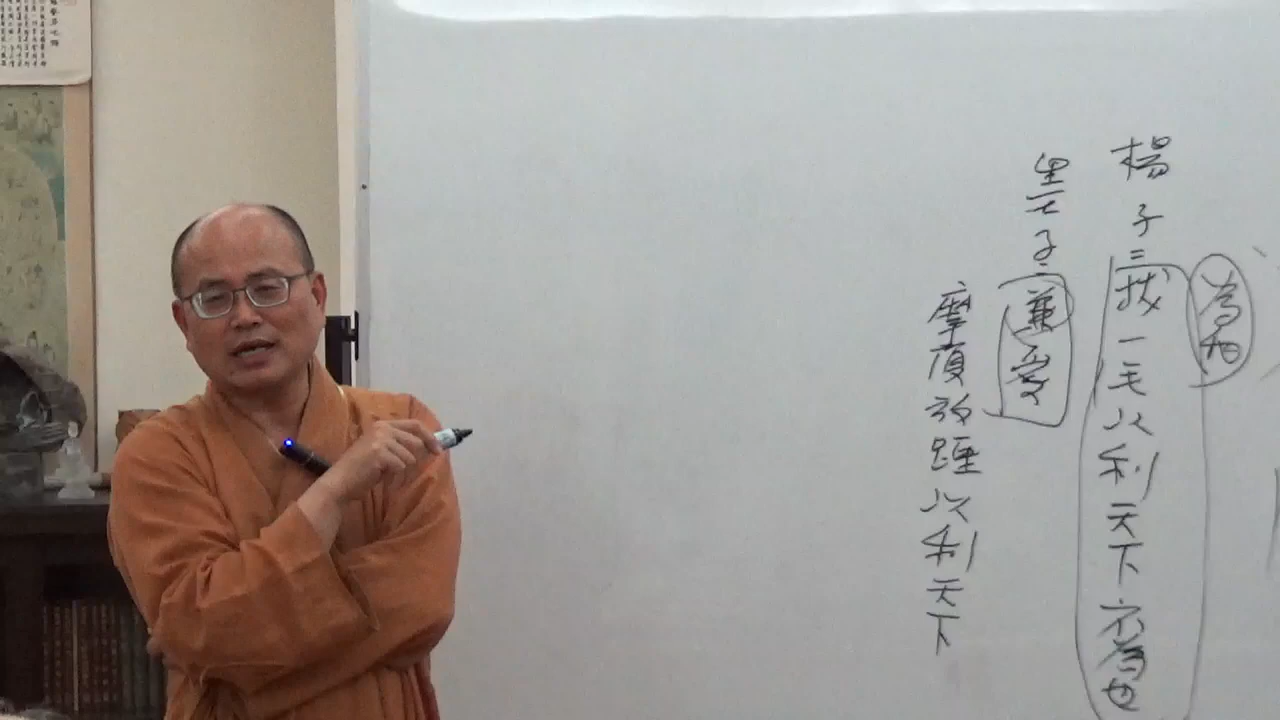 為我
楊子:拔一毛以利天下不為也
墨子:兼愛
摩頂放踵以利天下